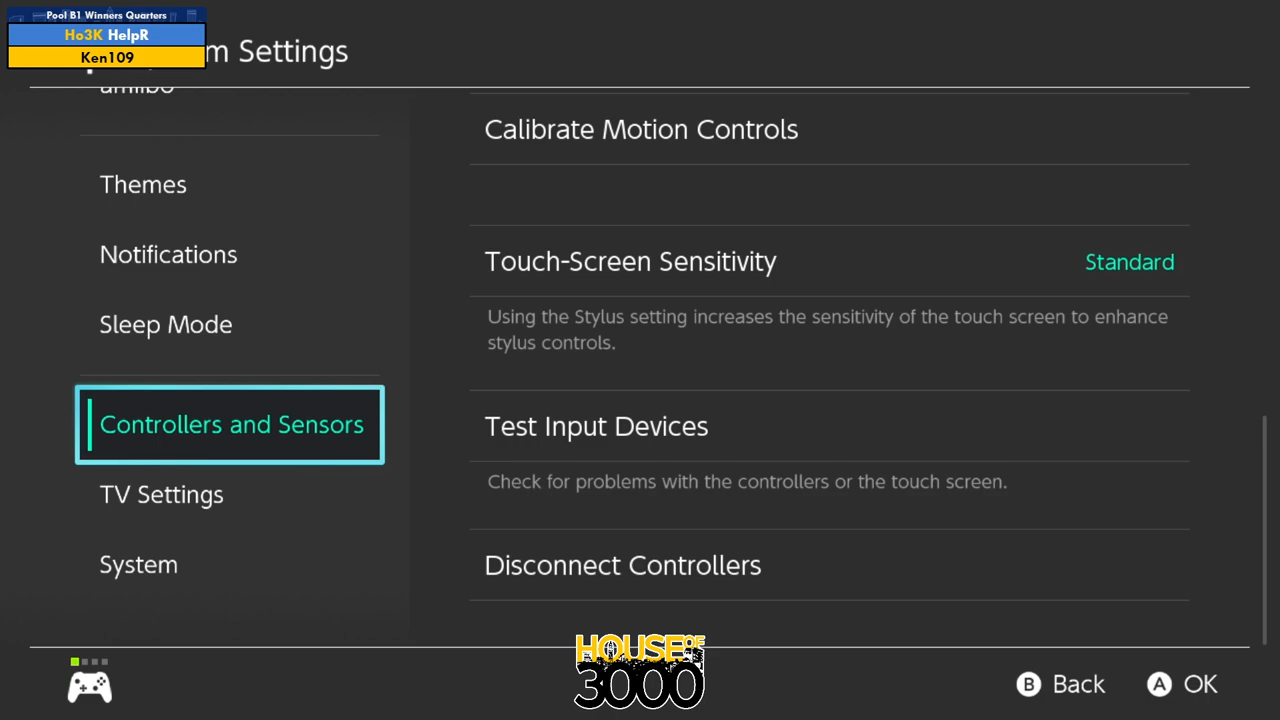 Pool B1 Winners Quarters
Ho3K HelpR
Ken109
m Settings
amiibo
Themes
Notifications
Sleep Mode
Controllers and Sensors
TV Settings
System
Calibrate Motion Controls
Touch-Screen Sensitivity Standard
Using the Stylus setting increases the sensitivity of the touch screen to enhance
stylus controls.
Test Input Devices
Check for problems with the controllers or the touch screen.
Disconnect Controllers
HOUSE OF
3000
B Back A OK